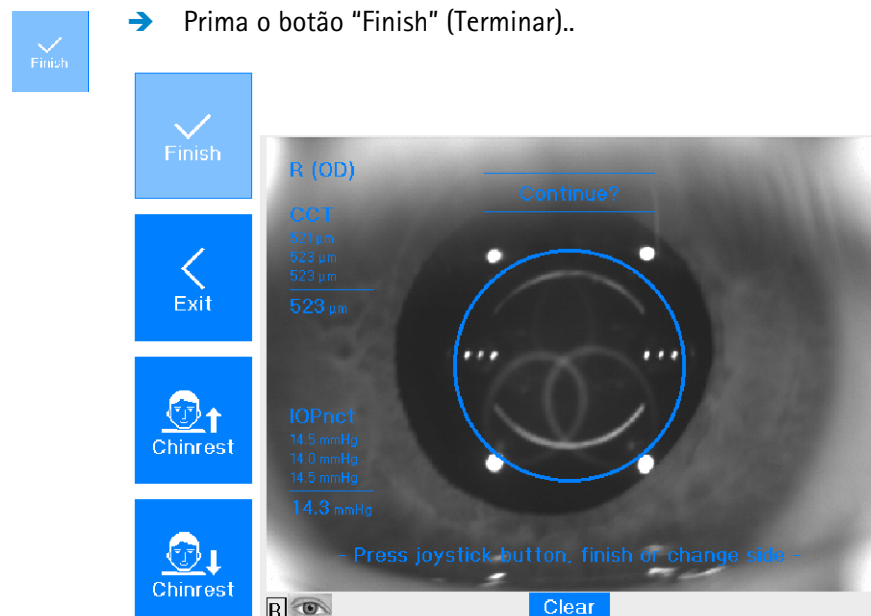 Prima o botão "Finish" (Terminar)..
Finish
Finish
Exit
Chinrest
Chinrest
R (OD)
Continue?
CCT
521 µm
523 µm
523 µm
523 µm
IOPnct
14.5 mmHg
14.0 mmHg
14.5 mmHg
14.3 mmHg
- Press joystick button, finish or change side -
R
Clear